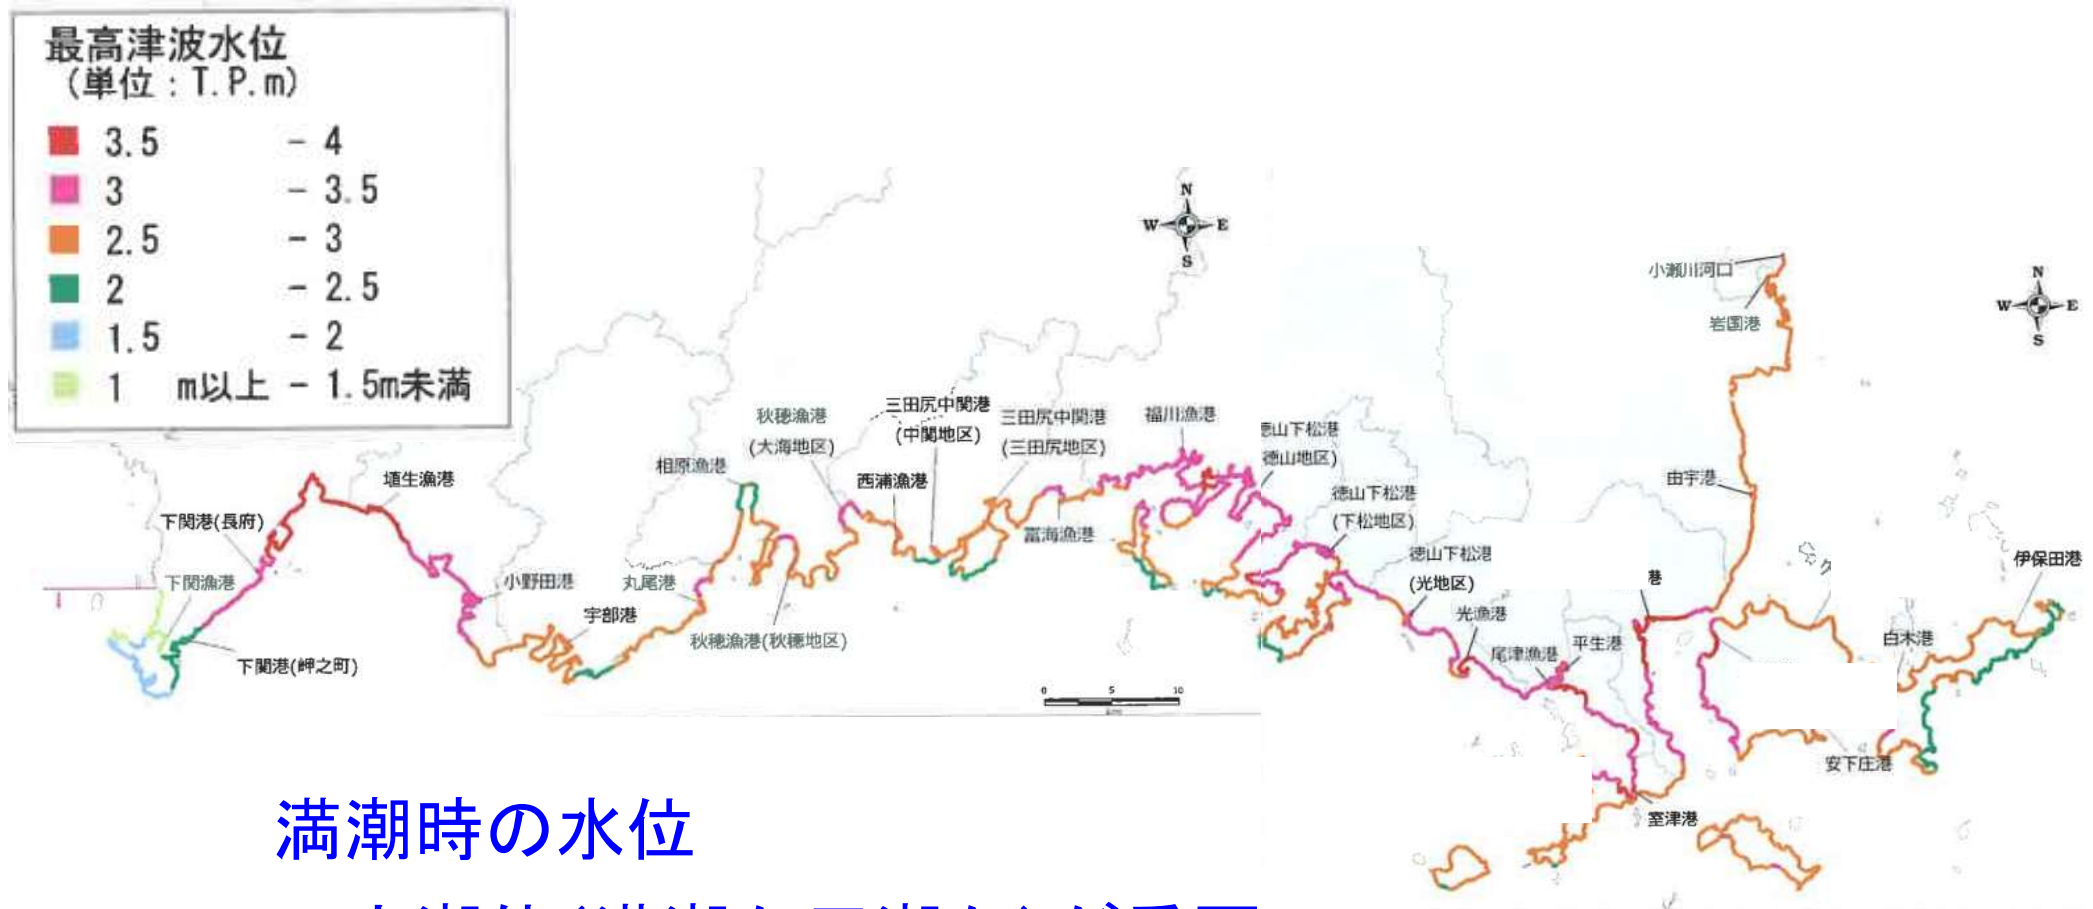 最高津波水位
(単位:T.P.m)
3.5 - 4
3 - 3.5
2.5 - 3
2 - 2.5
1.5 - 2
1 m以上 - 1.5m未満
N
W E
S
N
W E
S
小瀬川河口
岩国港
由宇港
伊保田港
白木港
安下庄港
港
室津港
平生港
尾津漁港
光漁港
徳山下松港
(光地区)
徳山下松港
(下松地区)
山下松港
徳山地区)
福川漁港
富海漁港
三田尻中関港
(三田尻地区)
三田尻中関港
(中関地区)
西浦漁港
秋穂漁港
(大海地区)
秋穂漁港(秋穂地区)
相原漁港
丸尾港
宇部港
小野田港
埴生漁港
下関港(長府)
下関漁港
下関港(岬之町)
0 5 10
km
満潮時の水位